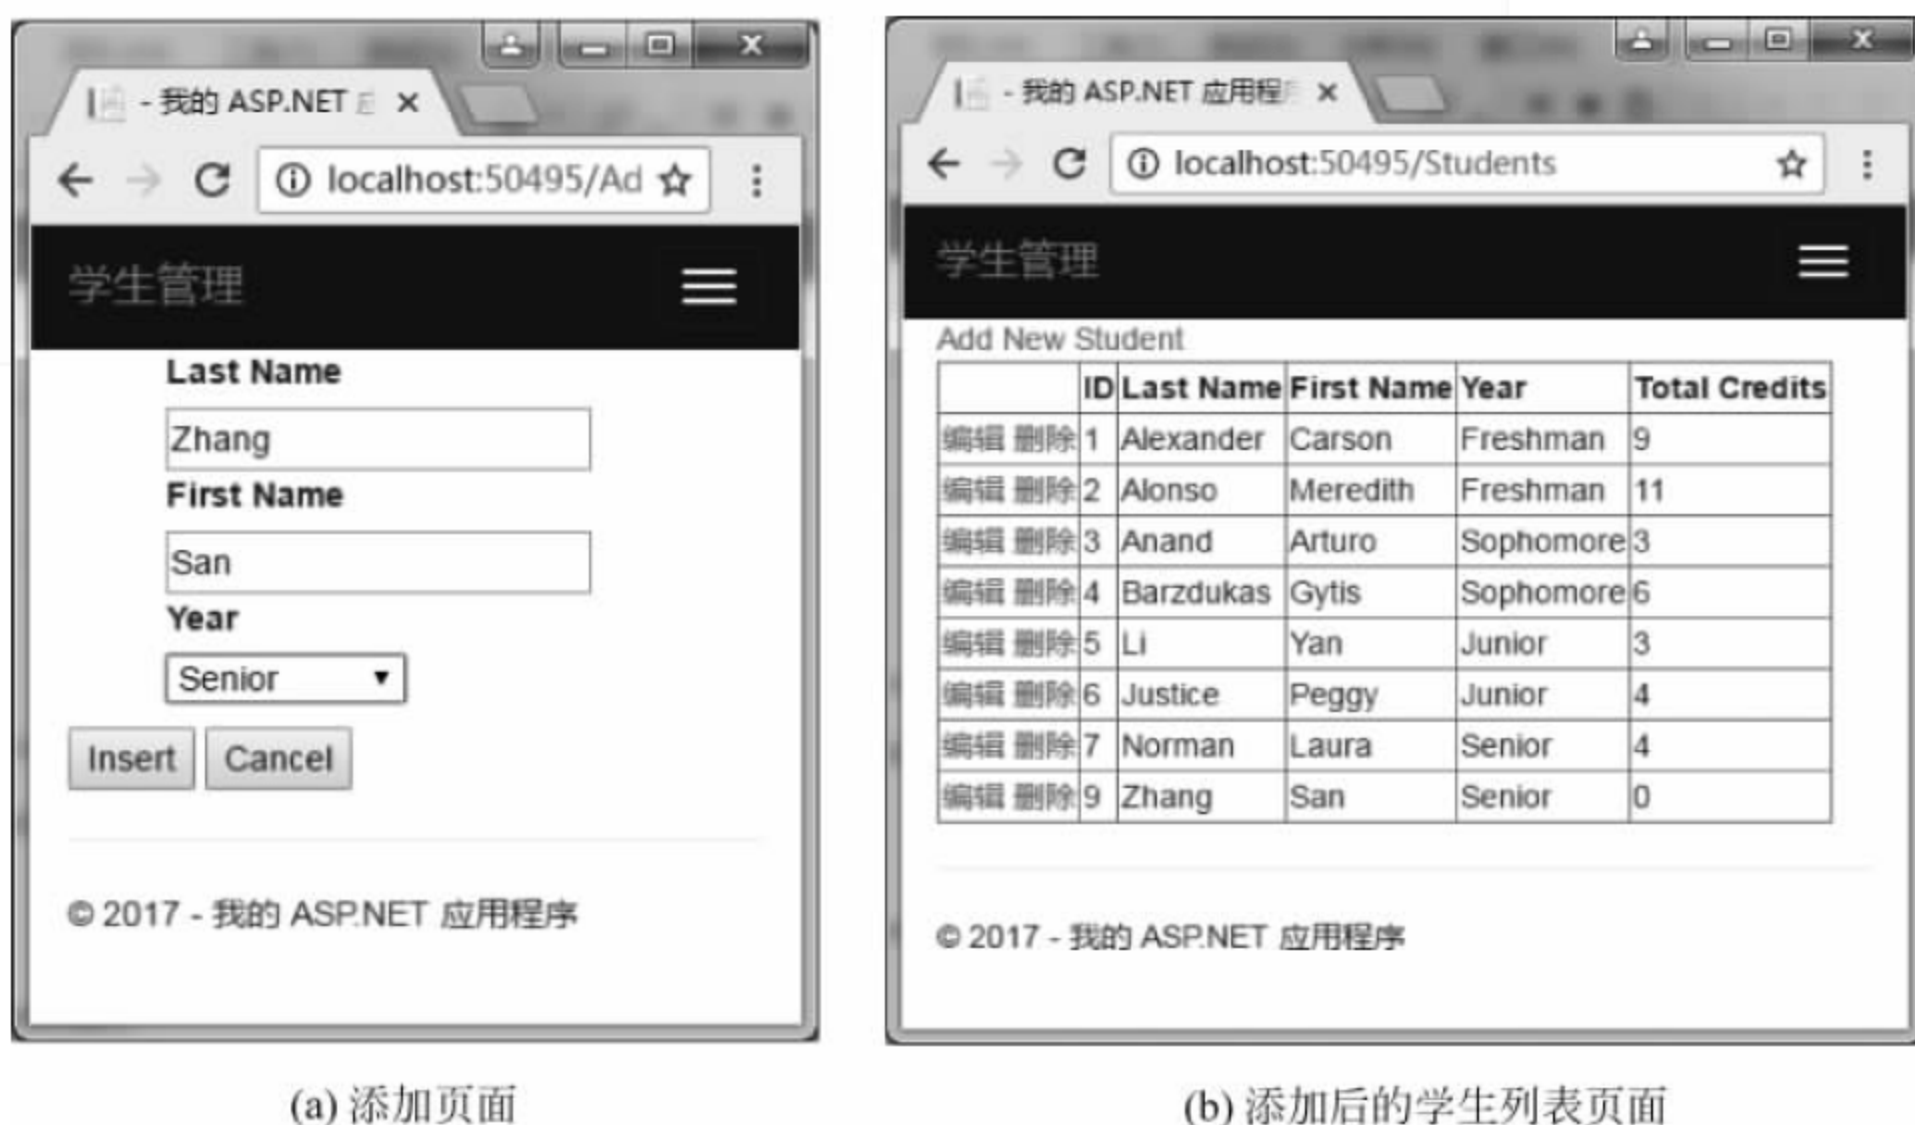 - 我的 ASP.NET
localhost:50495/Ad
学生管理
Last Name
Zhang
First Name
San
Year
Senior
Insert Cancel
© 2017 - 我的 ASP.NET 应用程序
(a) 添加页面
- 我的 ASP.NET 应用程
localhost:50495/Students
学生管理
Add New Student
ID Last Name First Name Year Total Credits
编辑 删除 1 Alexander Carson Freshman 9
编辑 删除 2 Alonso Meredith Freshman 11
编辑 删除 3 Anand Arturo Sophomore 3
编辑 删除 4 Barzdukas Gytis Sophomore 6
编辑 删除 5 Li Yan Junior 3
编辑 删除 6 Justice Peggy Junior 4
编辑 删除 7 Norman Laura Senior 4
编辑 删除 9 Zhang San Senior 0
© 2017 - 我的 ASP.NET 应用程序
(b) 添加后的学生列表页面